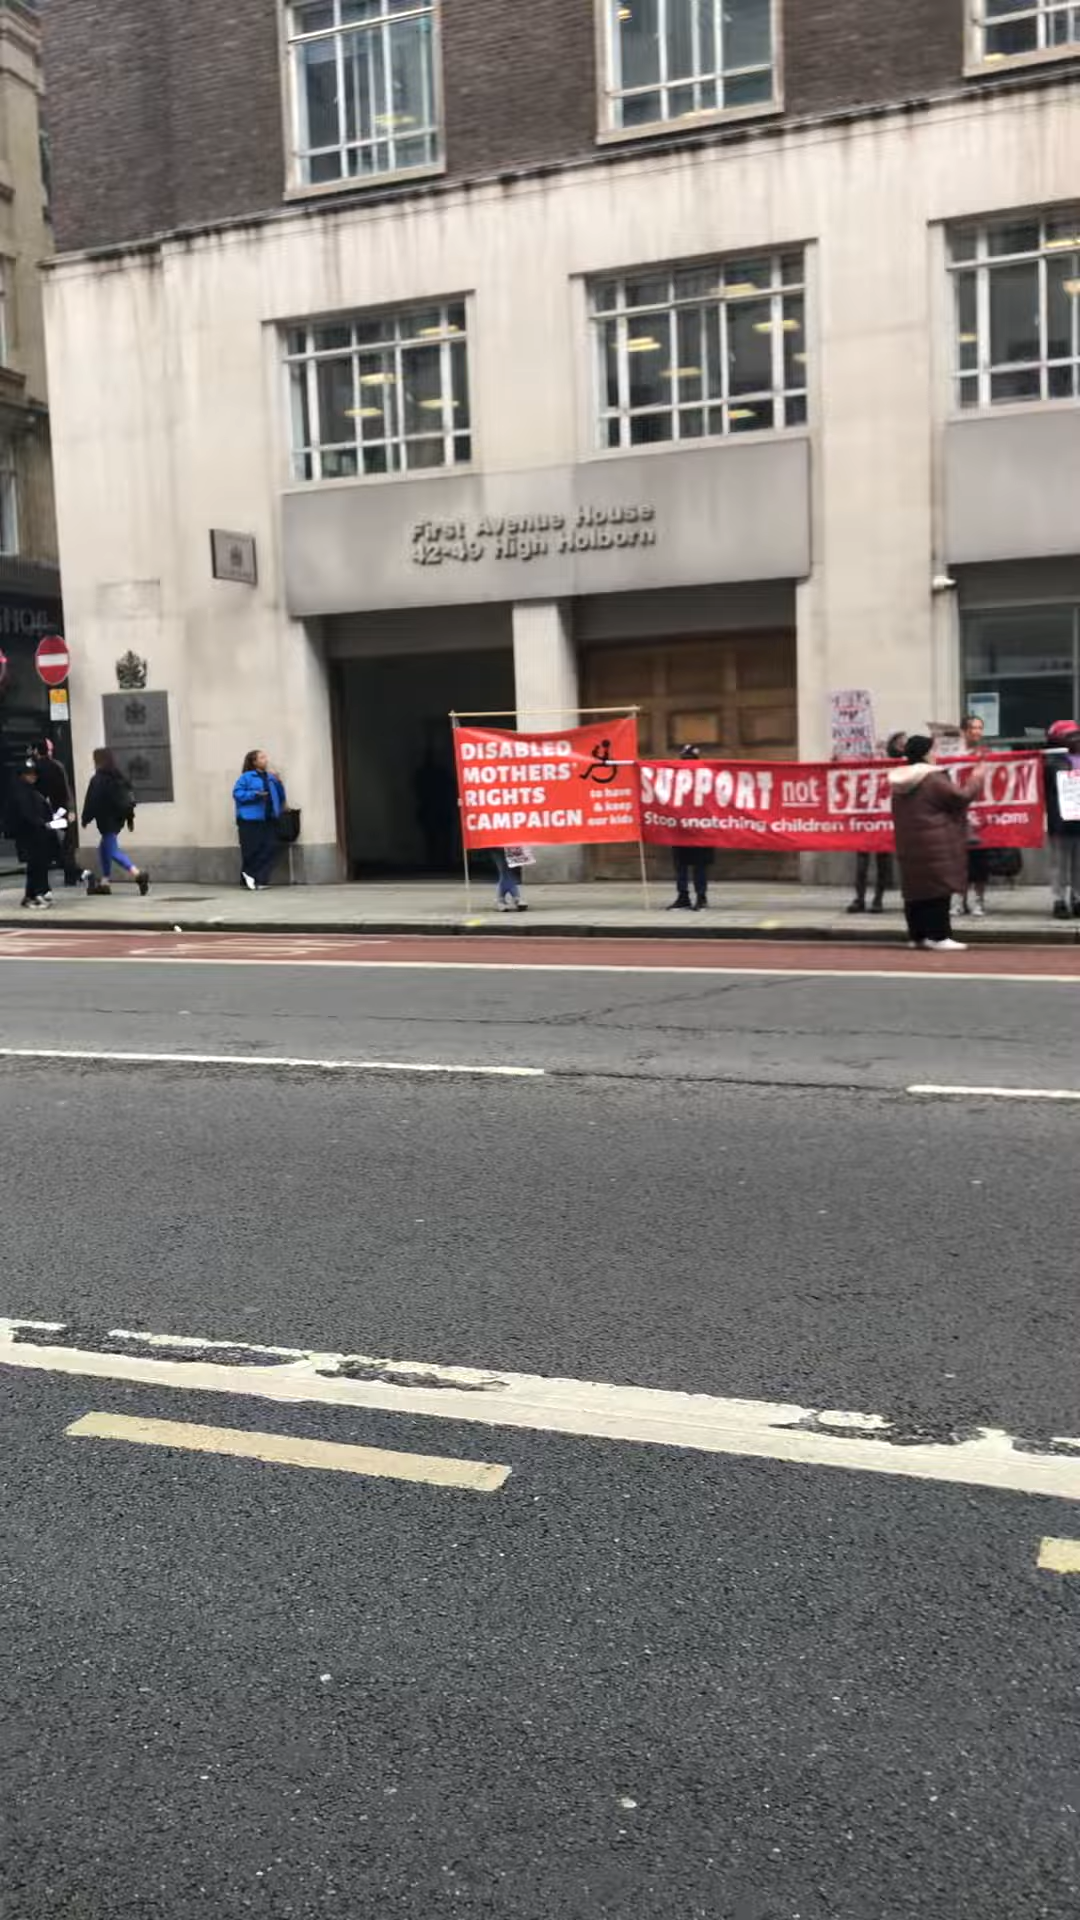 First Avenue House
42-49 High Holborn
DISABLED
MOTHERS'
RIGHTS
CAMPAIGN
to have
& keep
our kids
SUPPORT not
Stop snatching children from & nans